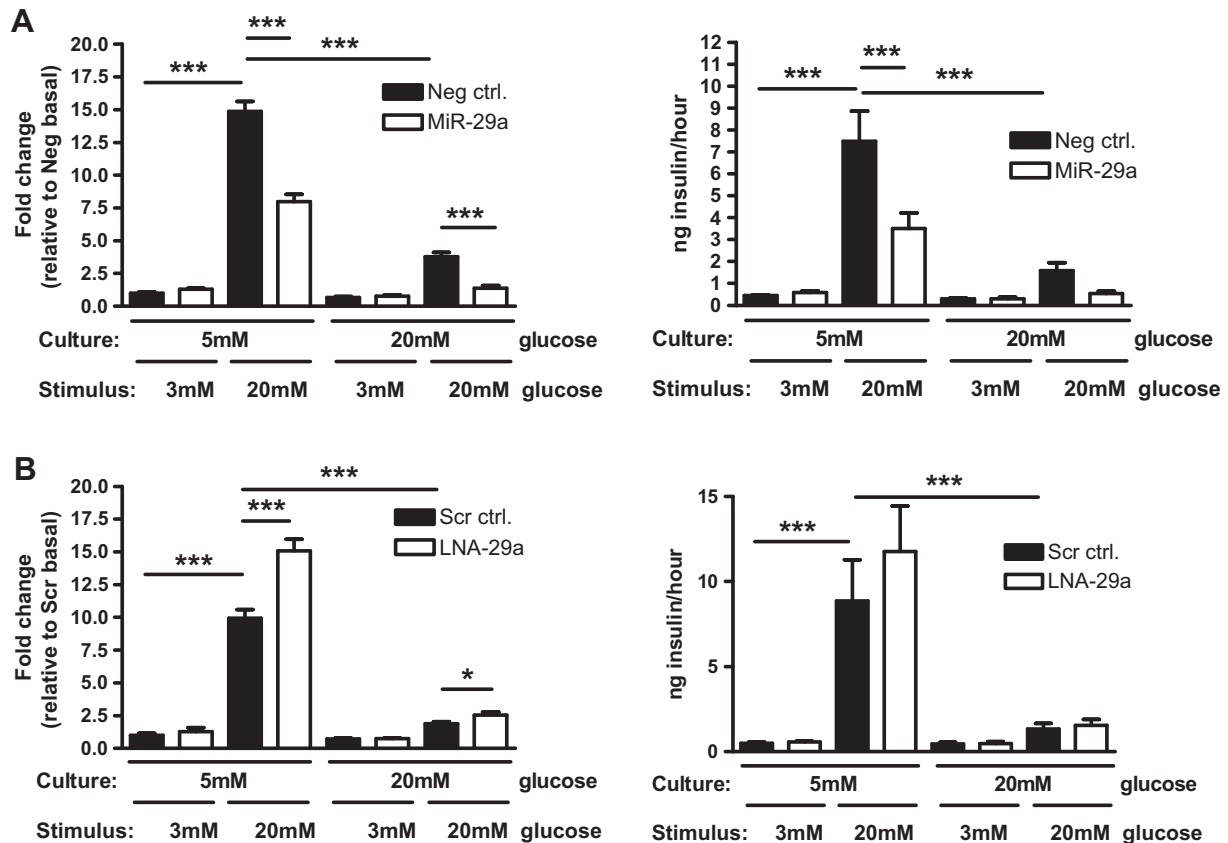 A
Fold change
(relative to Neg basal)
20.0
17.5
15.0
12.5
10.0
7.5
5.0
2.5
0.0
***
***
***
***
Neg ctrl.
MiR-29a
Culture: 5mM 20mM glucose
Stimulus: 3mM 20mM 3mM 20mM glucose
ng insulin/hour
12
11
10
9
8
7
6
5
4
3
2
1
0
***
***
***
Neg ctrl.
MiR-29a
Culture: 5mM 20mM glucose
Stimulus: 3mM 20mM 3mM 20mM glucose
B
Fold change
(relative to Scr basal)
20.0
17.5
15.0
12.5
10.0
7.5
5.0
2.5
0.0
***
***
***
*
Scr ctrl.
LNA-29a
Culture: 5mM 20mM glucose
Stimulus: 3mM 20mM 3mM 20mM glucose
ng insulin/hour
15
10
5
0
***
***
Scr ctrl.
LNA-29a
Culture: 5mM 20mM glucose
Stimulus: 3mM 20mM 3mM 20mM glucose